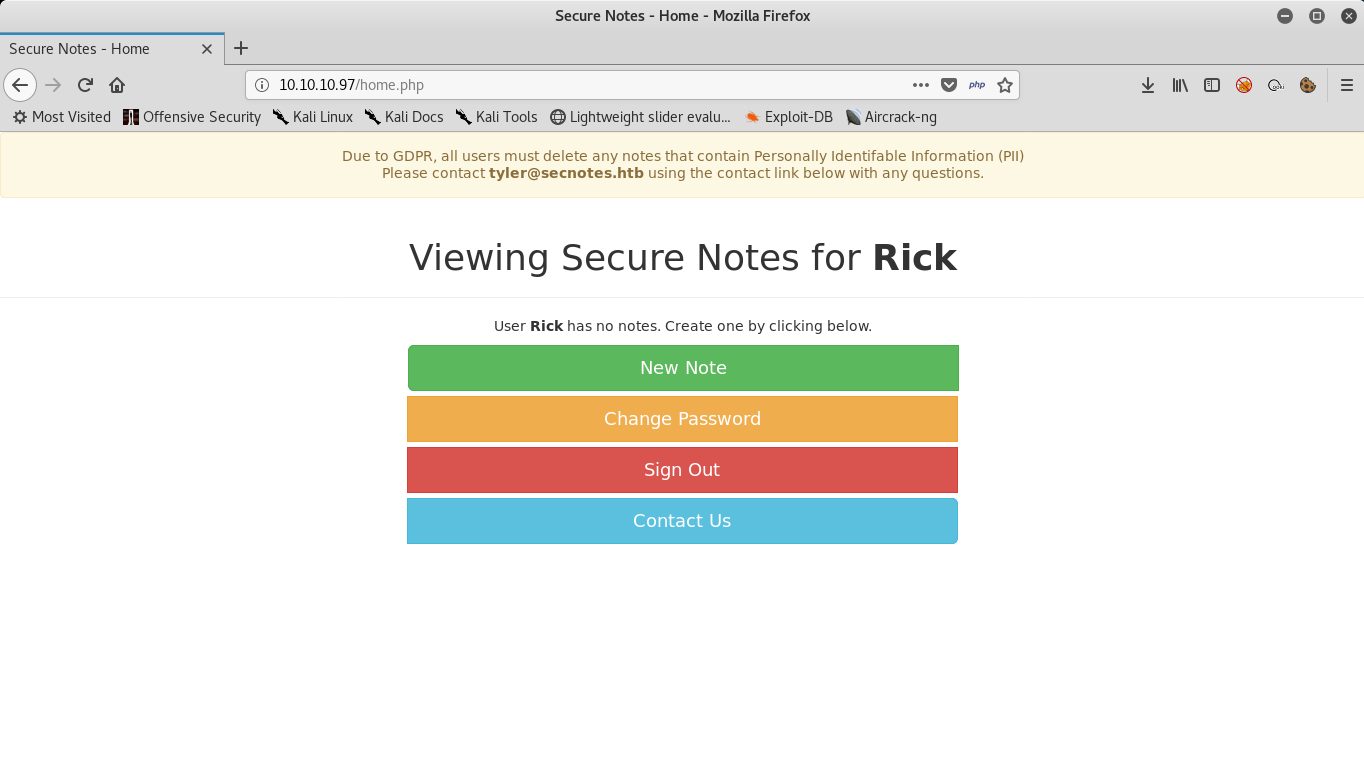 Secure Notes - Home - Mozilla Firefox
Secure Notes - Home
10.10.10.97/home.php
php
Most Visited Offensive Security Kali Linux Kali Docs Kali Tools Lightweight slider evalu... Exploit-DB Aircrack-ng
Due to GDPR, all users must delete any notes that contain Personally Identifable Information (PII)
Please contact tyler@secnotes.htb using the contact link below with any questions.
Viewing Secure Notes for Rick
User Rick has no notes. Create one by clicking below.
New Note
Change Password
Sign Out
Contact Us